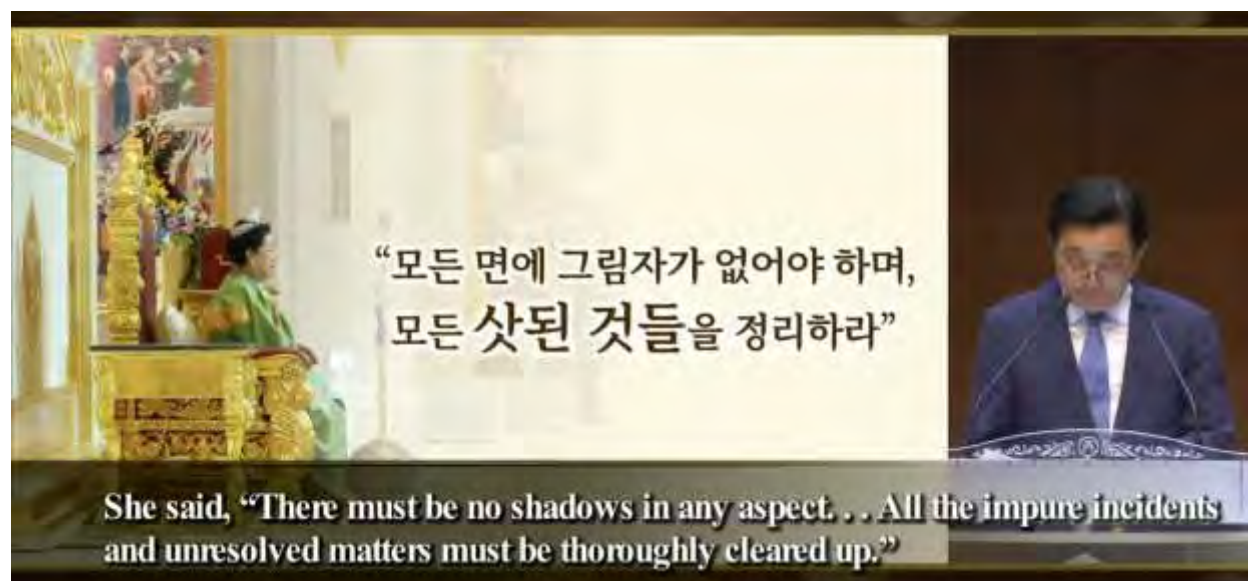 “모든 면에 그림자가 없어야 하며,
모든 삿된 것들을 정리하라”
She said, “There must be no shadows in any aspect. . . All the impure incidents
and unresolved matters must be thoroughly cleared up.”